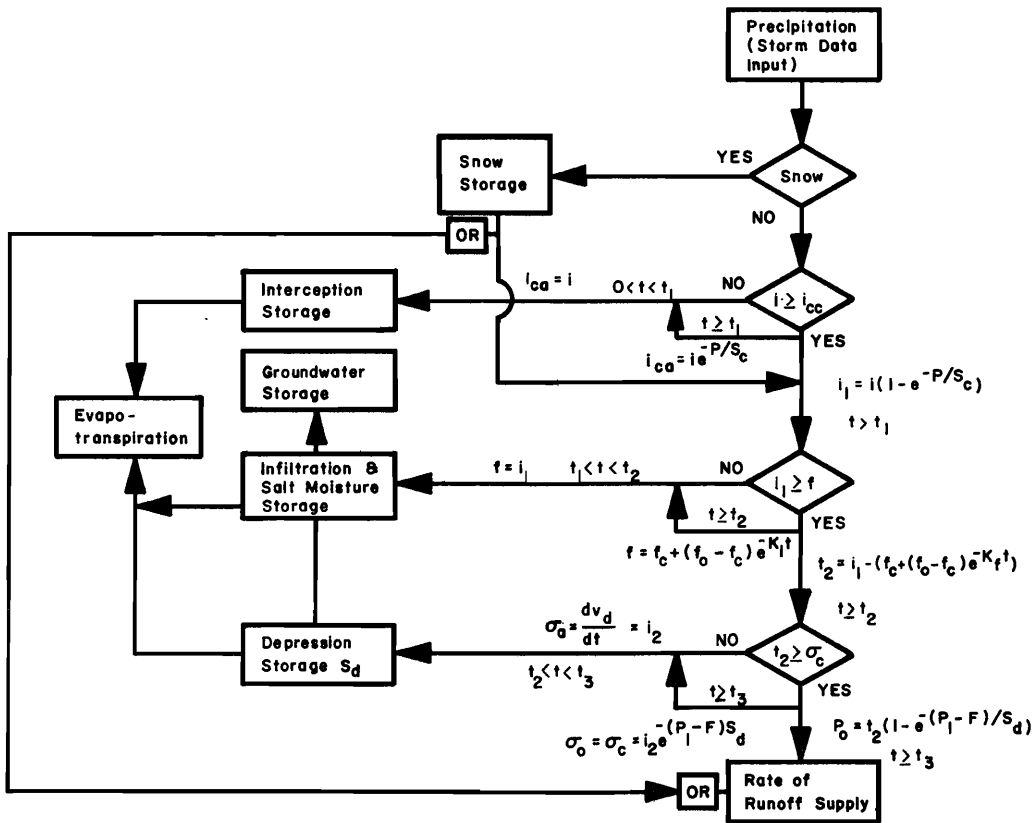 Precipitation
(Storm Data
Input)
YES
Snow
Snow
Storage
NO
OR
Interception
Storage
i_ca = i
0 < t < t_1
NO
i ≥ i_cc
t ≥ t_1
YES
i_ca = ie^-P/S_c
Groundwater
Storage
i_1 = i(1-e^-P/S_c)
t > t_1
Evapo-
transpiration
Infiltration &
Salt Moisture
Storage
f = i_1
t_1 < t < t_2
NO
i_1 ≥ f
t ≥ t_2
YES
f = f_c + (f_o - f_c) e^-K_1t
t_2 = i_1 - (f_c + (f_o - f_c) e^-K_f t)
t ≥ t_2
Depression
Storage S_d
σ_a = dv_d/dt = i_2
t_2 < t < t_3
NO
t_2 ≥ σ_c
t ≥ t_3
YES
σ_o = σ_c = i_2 e^-(P_1-F)S_d
P_o = t_2(1-e^-(P_1-F)/S_d)
t ≥ t_3
OR
Rate of
Runoff Supply